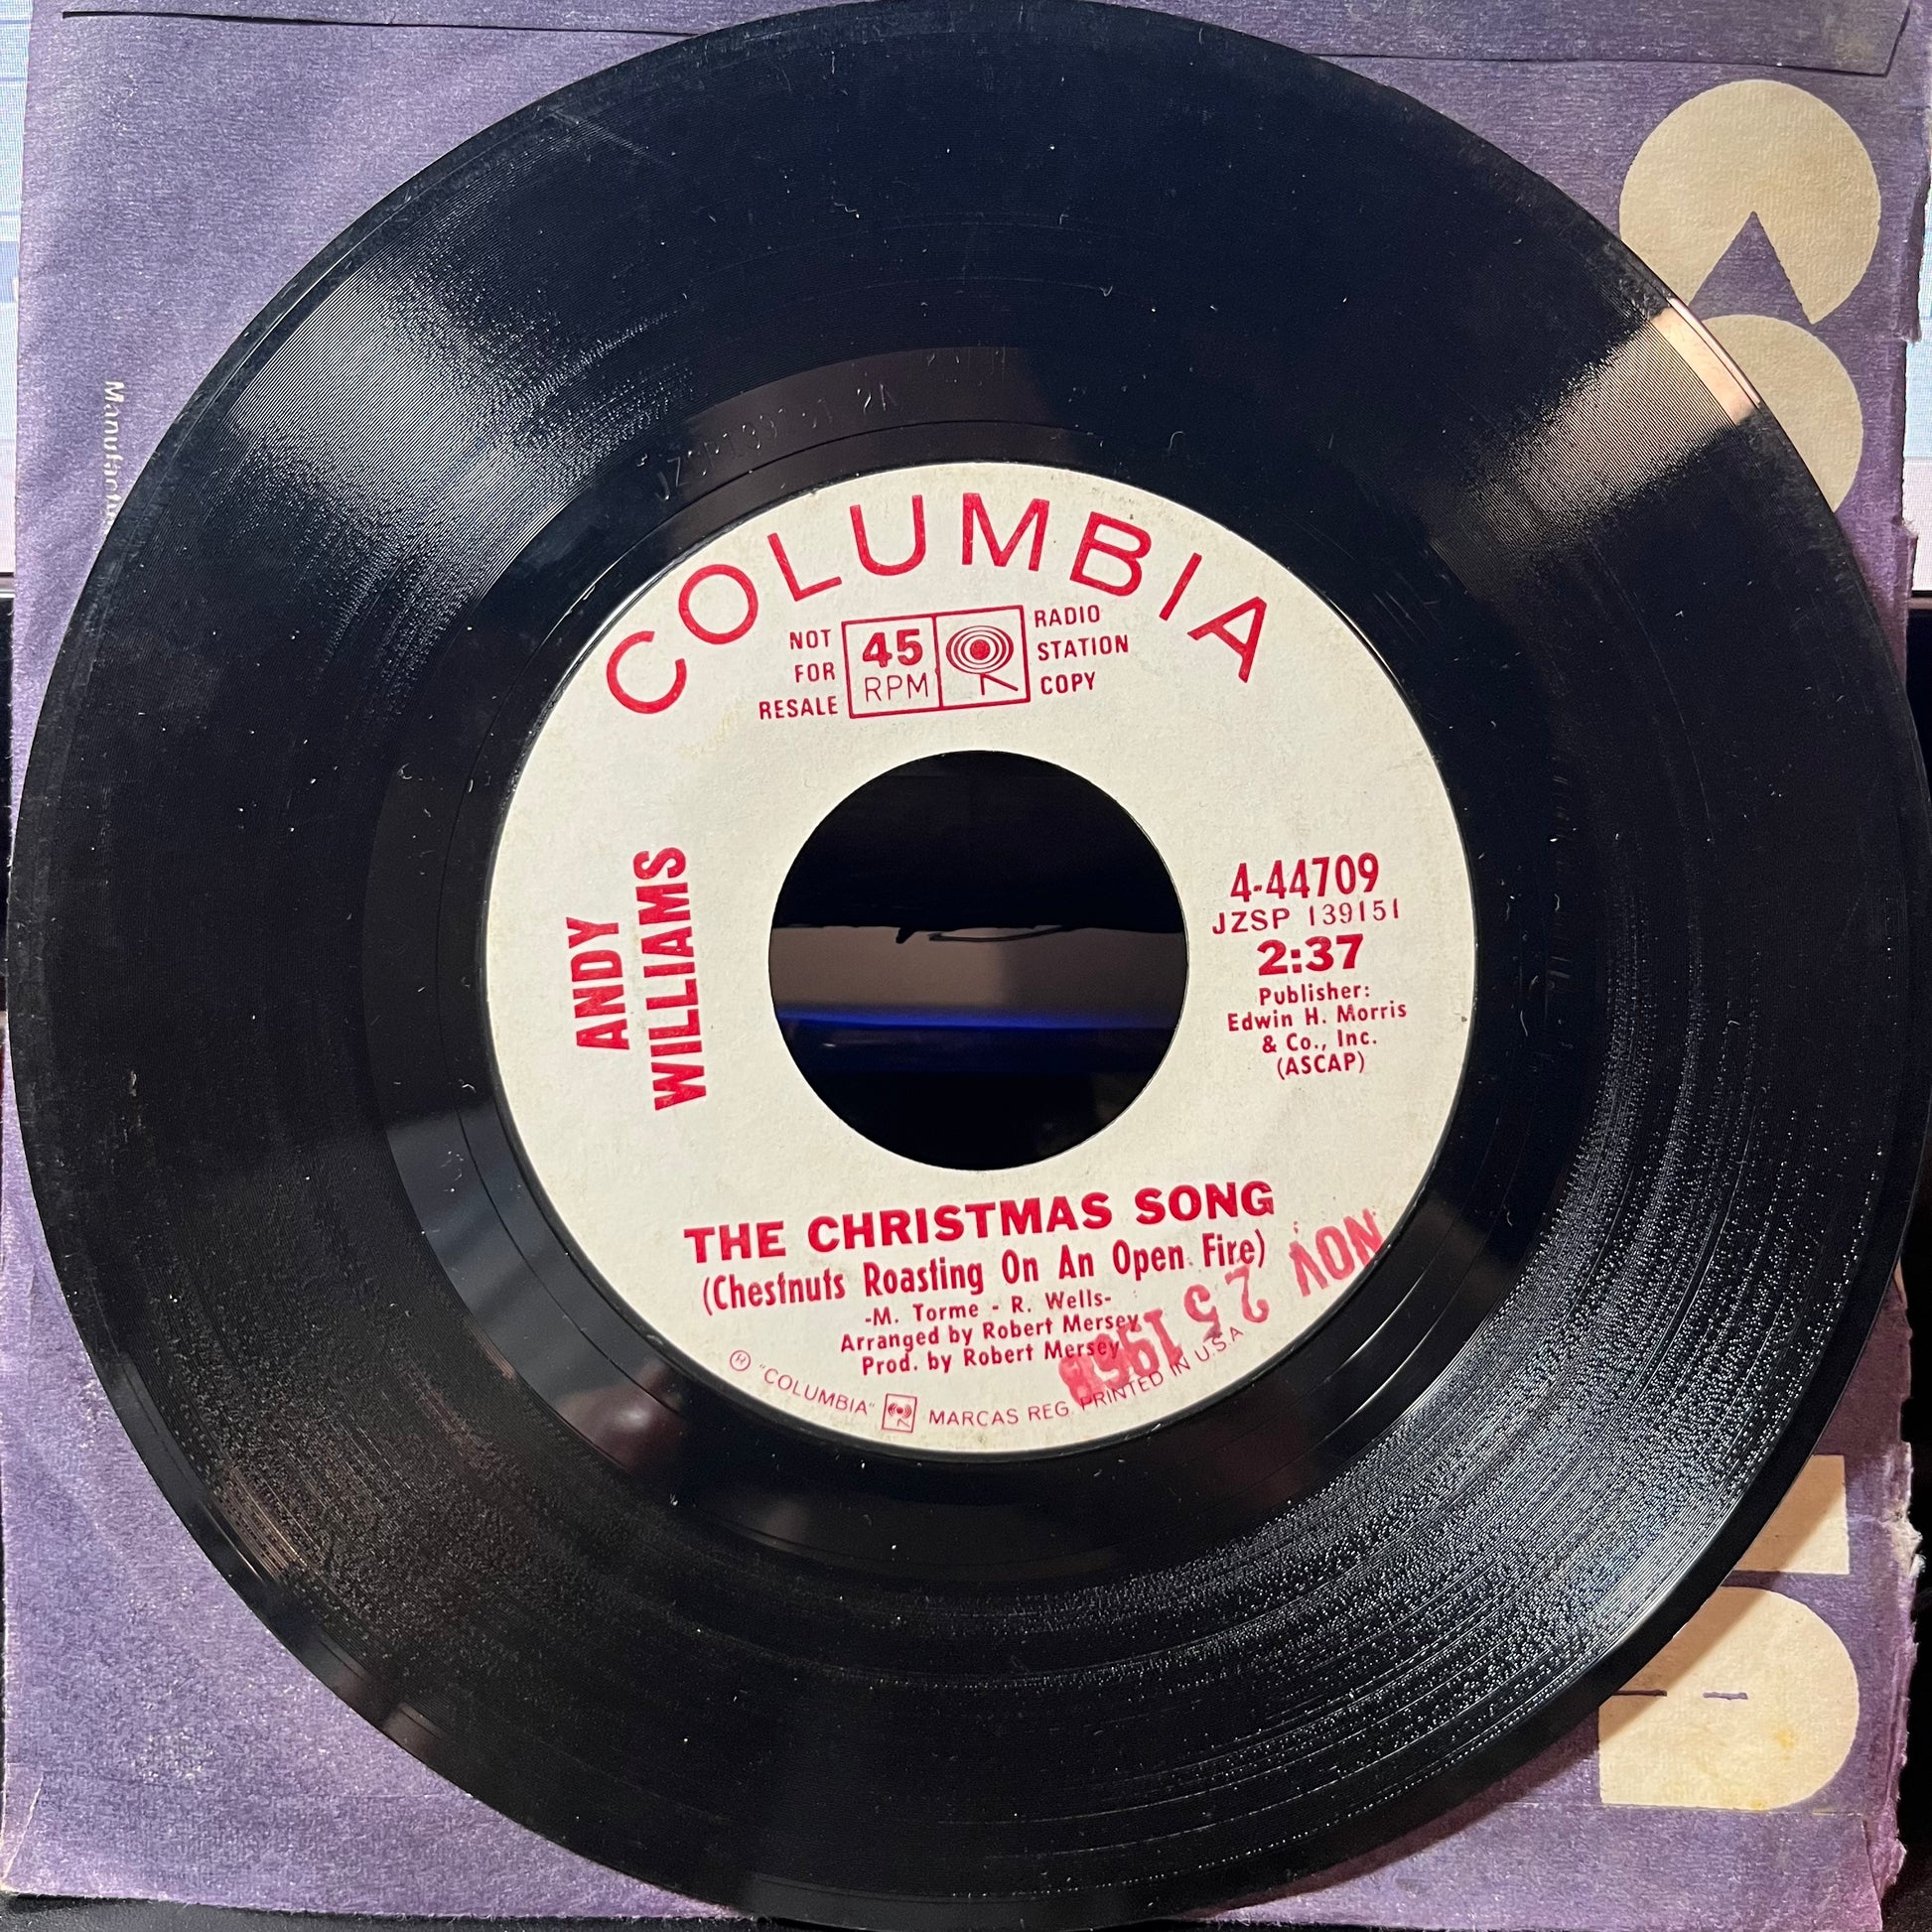 COLUMBIA
NOT
FOR
RESALE
45
RPM
RADIO
STATION
COPY
ANDY
WILLIAMS
4-44709
JZSP 139151
2:37
Publisher:
Edwin H. Morris
& Co., Inc.
(ASCAP)
THE CHRISTMAS SONG
(Chestnuts Roasting On An Open Fire)
-M. Torme - R. Wells-
Arranged by Robert Mersey
Prod. by Robert Mersey
NOV 25 1968
"COLUMBIA" MARCAS REG. PRINTED IN U.S.A